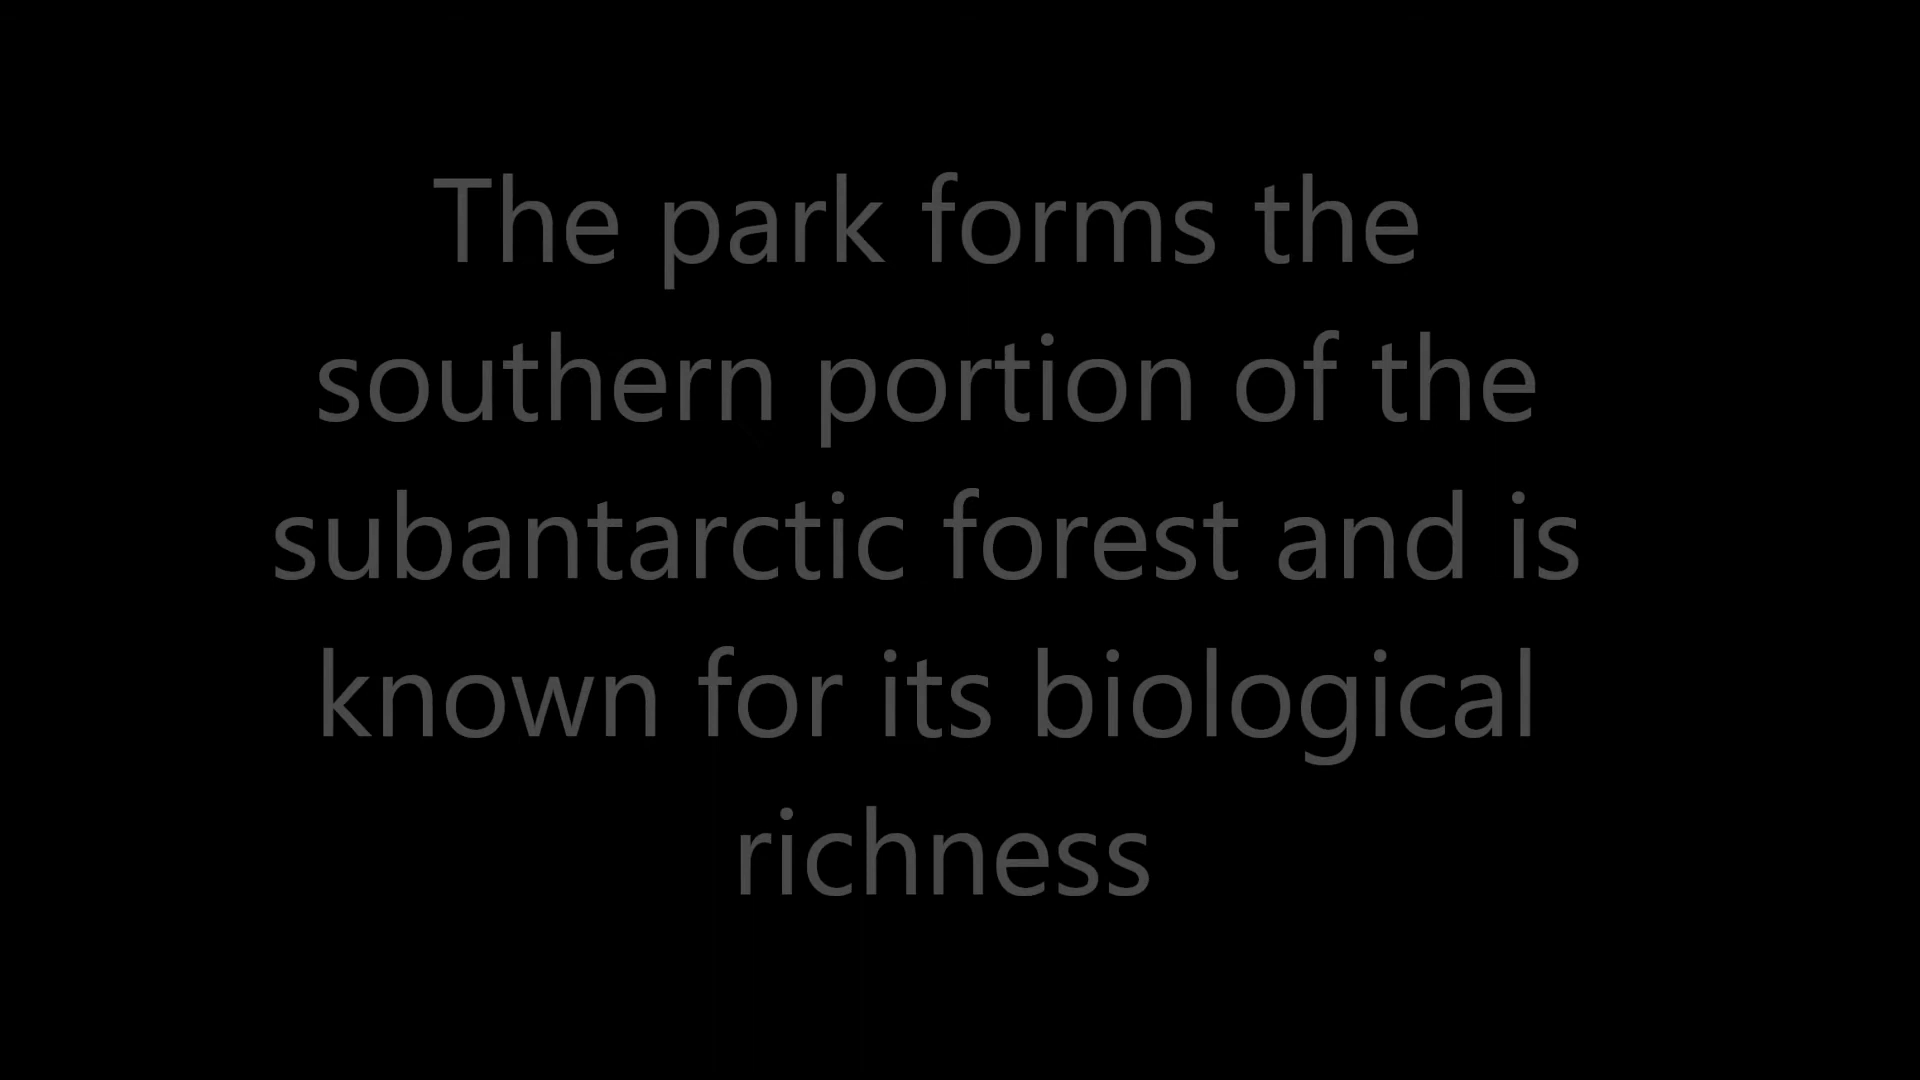 The park forms the
southern portion of the
subantarctic forest and is
known for its biological
richness